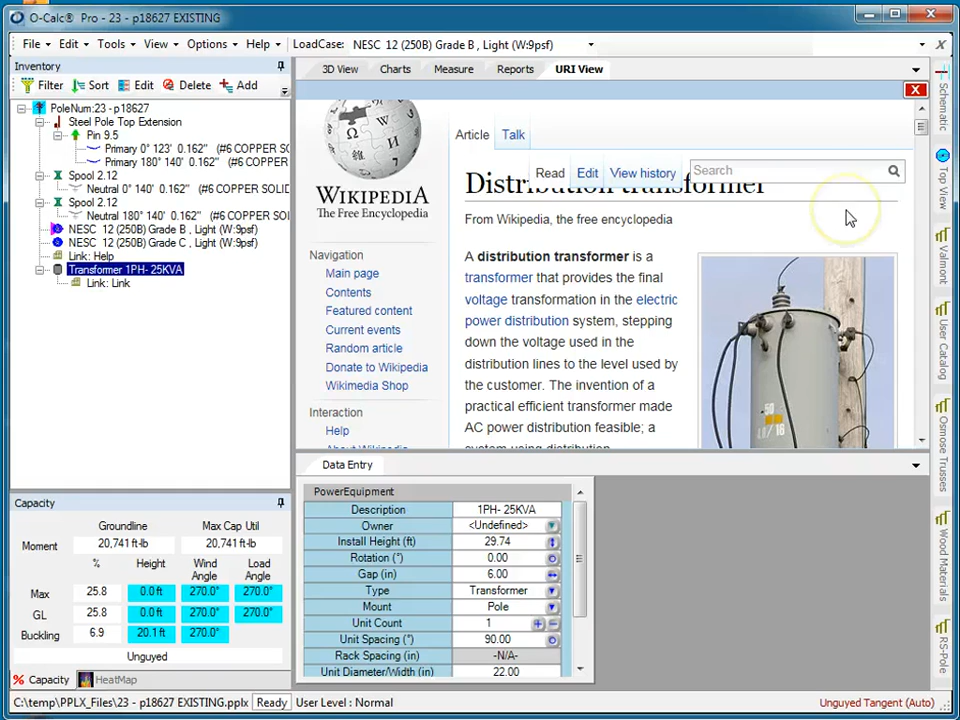 O-Calc® Pro - 23 - p18627 EXISTING
File Edit Tools View Options Help LoadCase: NESC 12 (250B) Grade B , Light (W:9psf)
Inventory
Filter Sort Edit Delete Add
PoleNum:23 - p18627
Steel Pole Top Extension
Pin 9.5
Primary 0° 123' 0.162" (#6 COPPER SO
Primary 180° 140' 0.162" (#6 COPPER
Spool 2.12
Neutral 0° 140' 0.162" (#6 COPPER SOLID
Spool 2.12
Neutral 180° 140' 0.162" (#6 COPPER SOL
NESC 12 (250B) Grade B , Light (W:9psf)
NESC 12 (250B) Grade C , Light (W:9psf)
Link: Help
Transformer 1PH- 25KVA
Link: Link
3D View Charts Measure Reports URI View
WIKIPEDIA
The Free Encyclopedia
Article Talk
Read Edit View history Search
Distribution transformer
From Wikipedia, the free encyclopedia
Navigation
Main page
Contents
Featured content
Current events
Random article
Donate to Wikipedia
Wikimedia Shop
Interaction
Help
About Wikipedia
A distribution transformer is a
transformer that provides the final
voltage transformation in the electric
power distribution system, stepping
down the voltage used in the
distribution lines to the level used by
the customer. The invention of a
practical efficient transformer made
AC power distribution feasible; a
system using distribution
50
Schematic
Top View
Valmont
User Catalog
Osmose Trusses
Wood Materials
RS-Pole
Capacity
Groundline Max Cap Util
Moment 20,741 ft-lb 20,741 ft-lb
% Height Wind Angle Load Angle
Max 25.8 0.0 ft 270.0° 270.0°
GL 25.8 0.0 ft 270.0° 270.0°
Buckling 6.9 20.1 ft 270.0°
Unguyed
% Capacity HeatMap
Data Entry
PowerEquipment
Description 1PH- 25KVA
Owner <Undefined>
Install Height (ft) 29.74
Rotation (°) 0.00
Gap (in) 6.00
Type Transformer
Mount Pole
Unit Count 1
Unit Spacing (°) 90.00
Rack Spacing (in) -N/A-
Unit Diameter/Width (in) 22.00
C:\temp\PPLX_Files\23 - p18627 EXISTING.pplx Ready User Level : Normal Unguyed Tangent (Auto)